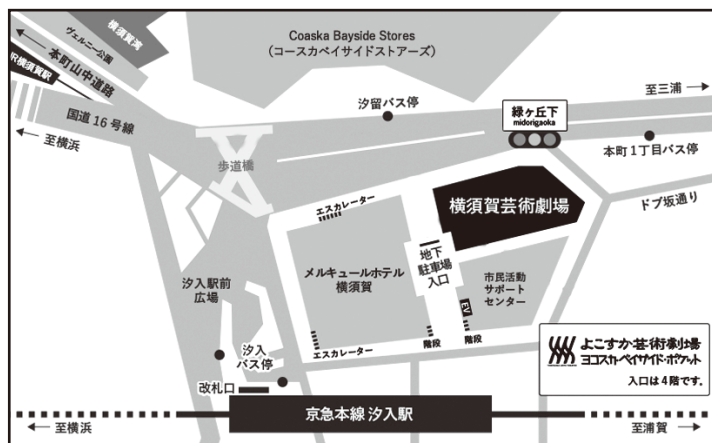 横須賀湾
ヴェルニー公園
本町山中道路
JR横須賀駅
国道16号線
至横浜
Coaska Bayside Stores
(コースカベイサイドストアーズ)
汐留バス停
緑ヶ丘下
midorigaoka
至三浦
本町1丁目バス停
ドブ坂通り
歩道橋
エスカレーター
横須賀芸術劇場
メルキュールホテル
横須賀
地下
駐車場
入口
市民活動
サポート
センター
EV
階段
階段
エスカレーター
汐入駅前
広場
汐入
バス停
改札口
京急本線 汐入駅
至横浜
至浦賀
よこすか芸術劇場
ヨコスカ・ベイサイド・ポケット
入口は4階です。